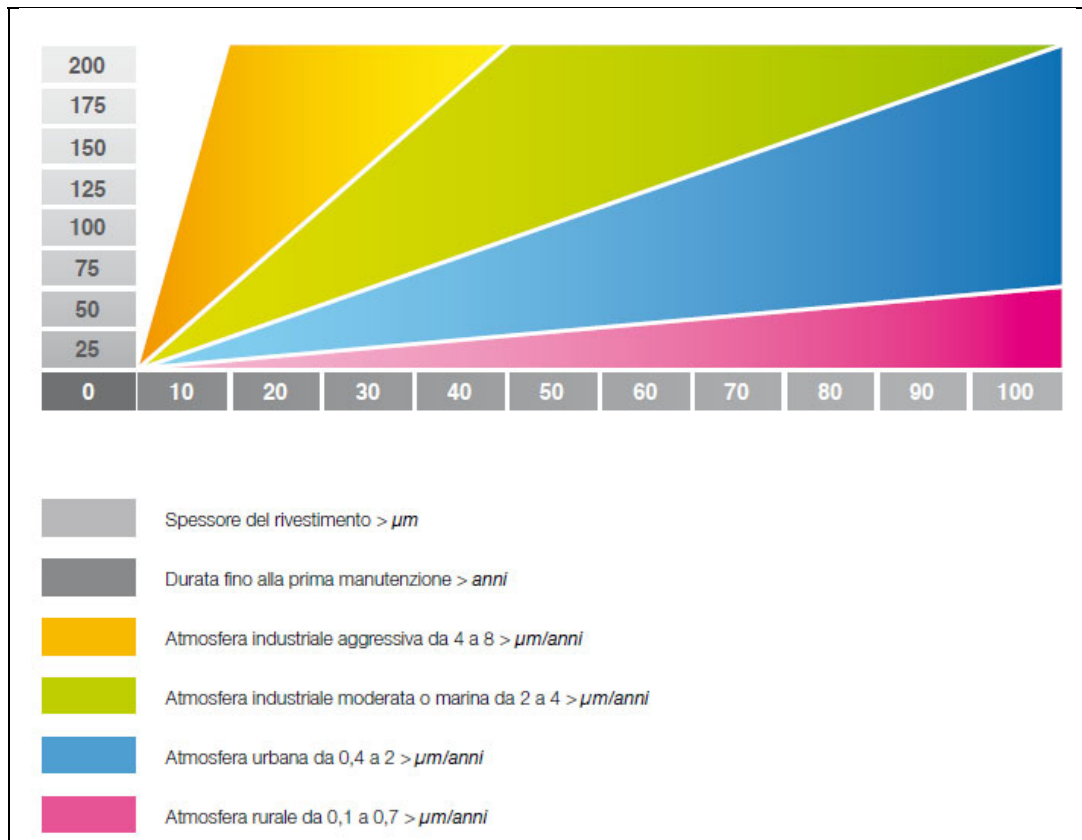 200
175
150
125
100
75
50
25
0 10 20 30 40 50 60 70 80 90 100
Spessore del rivestimento > µm
Durata fino alla prima manutenzione > anni
Atmosfera industriale aggressiva da 4 a 8 > µm/anni
Atmosfera industriale moderata o marina da 2 a 4 > µm/anni
Atmosfera urbana da 0,4 a 2 > µm/anni
Atmosfera rurale da 0,1 a 0,7 > µm/anni